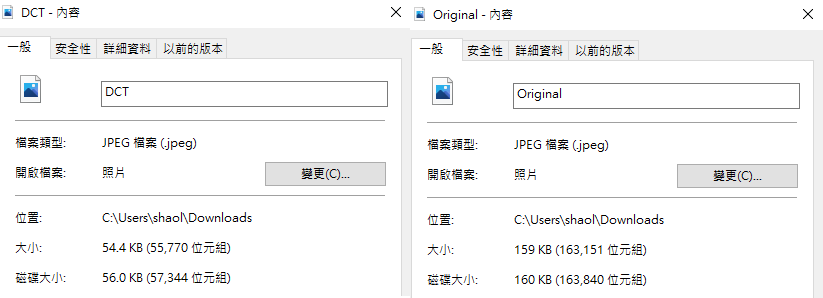 DCT - 內容
一般 安全性 詳細資料 以前的版本
DCT
檔案類型: JPEG 檔案 (.jpeg)
開啟檔案: 照片 變更(C)...
位置: C:\Users\shaol\Downloads
大小: 54.4 KB (55,770 位元組)
磁碟大小: 56.0 KB (57,344 位元組)
Original - 內容
一般 安全性 詳細資料 以前的版本
Original
檔案類型: JPEG 檔案 (.jpeg)
開啟檔案: 照片 變更(C)...
位置: C:\Users\shaol\Downloads
大小: 159 KB (163,151 位元組)
磁碟大小: 160 KB (163,840 位元組)